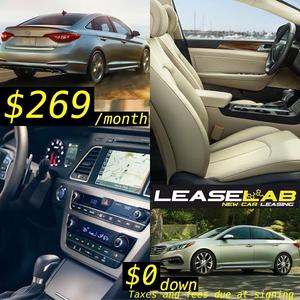 $269 /month
LEASELAB
NEW CAR LEASING
$0 down
Taxes and fees due at signing